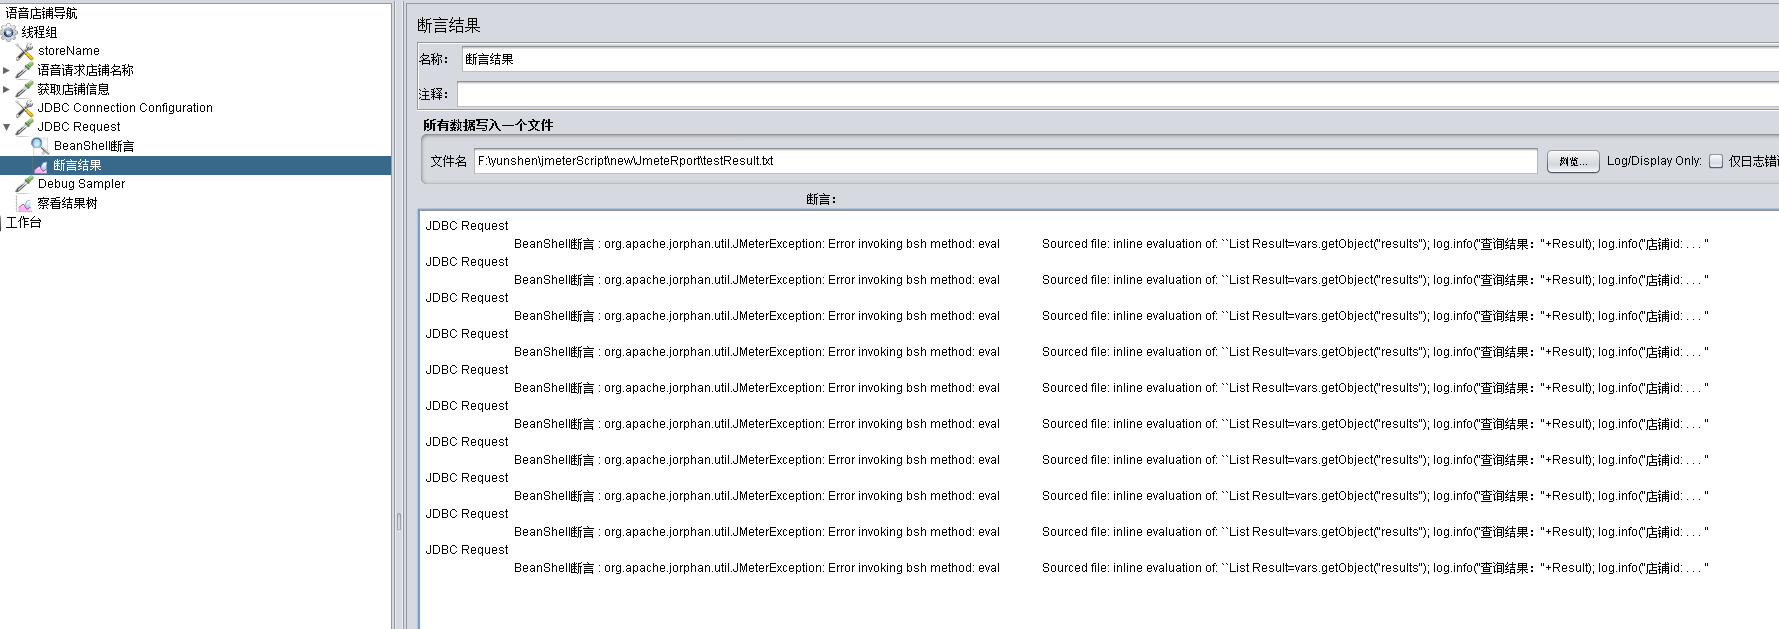 语音店铺导航
线程组
storeName
语音请求店铺名称
获取店铺信息
JDBC Connection Configuration
JDBC Request
BeanShell断言
断言结果
Debug Sampler
察看结果树
工作台
断言结果
名称： 断言结果
注释：
所有数据写入一个文件
文件名 F:\yunshen\jmeterScript\new\JmeteRport\testResult.txt 浏览... Log/Display Only: 仅日志错误
断言：
JDBC Request
BeanShell断言 : org.apache.jorphan.util.JMeterException: Error invoking bsh method: eval Sourced file: inline evaluation of: ``List Result=vars.getObject("results"); log.info("查询结果："+Result); log.info("店铺id: . . . ''
JDBC Request
BeanShell断言 : org.apache.jorphan.util.JMeterException: Error invoking bsh method: eval Sourced file: inline evaluation of: ``List Result=vars.getObject("results"); log.info("查询结果："+Result); log.info("店铺id: . . . ''
JDBC Request
BeanShell断言 : org.apache.jorphan.util.JMeterException: Error invoking bsh method: eval Sourced file: inline evaluation of: ``List Result=vars.getObject("results"); log.info("查询结果："+Result); log.info("店铺id: . . . ''
JDBC Request
BeanShell断言 : org.apache.jorphan.util.JMeterException: Error invoking bsh method: eval Sourced file: inline evaluation of: ``List Result=vars.getObject("results"); log.info("查询结果："+Result); log.info("店铺id: . . . ''
JDBC Request
BeanShell断言 : org.apache.jorphan.util.JMeterException: Error invoking bsh method: eval Sourced file: inline evaluation of: ``List Result=vars.getObject("results"); log.info("查询结果："+Result); log.info("店铺id: . . . ''
JDBC Request
BeanShell断言 : org.apache.jorphan.util.JMeterException: Error invoking bsh method: eval Sourced file: inline evaluation of: ``List Result=vars.getObject("results"); log.info("查询结果："+Result); log.info("店铺id: . . . ''
JDBC Request
BeanShell断言 : org.apache.jorphan.util.JMeterException: Error invoking bsh method: eval Sourced file: inline evaluation of: ``List Result=vars.getObject("results"); log.info("查询结果："+Result); log.info("店铺id: . . . ''
JDBC Request
BeanShell断言 : org.apache.jorphan.util.JMeterException: Error invoking bsh method: eval Sourced file: inline evaluation of: ``List Result=vars.getObject("results"); log.info("查询结果："+Result); log.info("店铺id: . . . ''
JDBC Request
BeanShell断言 : org.apache.jorphan.util.JMeterException: Error invoking bsh method: eval Sourced file: inline evaluation of: ``List Result=vars.getObject("results"); log.info("查询结果："+Result); log.info("店铺id: . . . ''
JDBC Request
BeanShell断言 : org.apache.jorphan.util.JMeterException: Error invoking bsh method: eval Sourced file: inline evaluation of: ``List Result=vars.getObject("results"); log.info("查询结果："+Result); log.info("店铺id: . . . ''